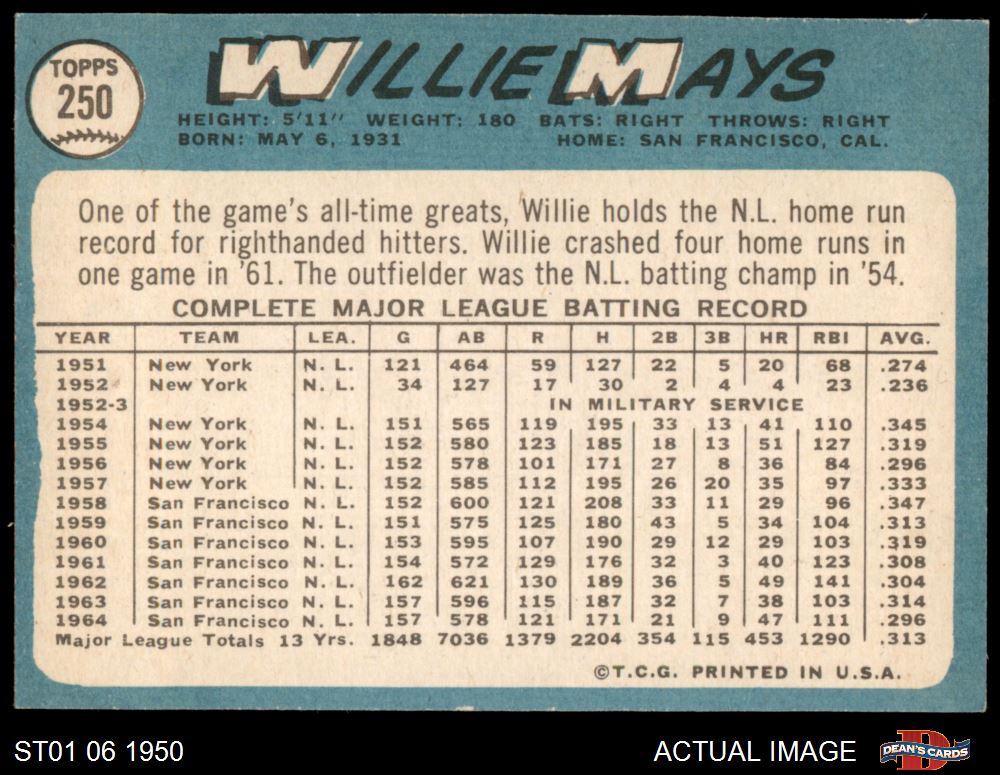 TOPPS
250
WILLIE MAYS
HEIGHT: 5'11" WEIGHT: 180 BATS: RIGHT THROWS: RIGHT
BORN: MAY 6, 1931 HOME: SAN FRANCISCO, CAL.
One of the game's all-time greats, Willie holds the N.L. home run
record for righthanded hitters. Willie crashed four home runs in
one game in '61. The outfielder was the N.L. batting champ in '54.
COMPLETE MAJOR LEAGUE BATTING RECORD
YEAR TEAM LEA. G AB R H 2B 3B HR RBI AVG.
1951 New York N. L. 121 464 59 127 22 5 20 68 .274
1952 New York N. L. 34 127 17 30 2 4 4 23 .236
1952-3 IN MILITARY SERVICE
1954 New York N. L. 151 565 119 195 33 13 41 110 .345
1955 New York N. L. 152 580 123 185 18 13 51 127 .319
1956 New York N. L. 152 578 101 171 27 8 36 84 .296
1957 New York N. L. 152 585 112 195 26 20 35 97 .333
1958 San Francisco N. L. 152 600 121 208 33 11 29 96 .347
1959 San Francisco N. L. 151 575 125 180 43 5 34 104 .313
1960 San Francisco N. L. 153 595 107 190 29 12 29 103 .319
1961 San Francisco N. L. 154 572 129 176 32 3 40 123 .308
1962 San Francisco N. L. 162 621 130 189 36 5 49 141 .304
1963 San Francisco N. L. 157 596 115 187 32 7 38 103 .314
1964 San Francisco N. L. 157 578 121 171 21 9 47 111 .296
Major League Totals 13 Yrs. 1848 7036 1379 2204 354 115 453 1290 .313
©T.C.G. PRINTED IN U.S.A.
ST01 06 1950 ACTUAL IMAGE
DEAN'S CARDS